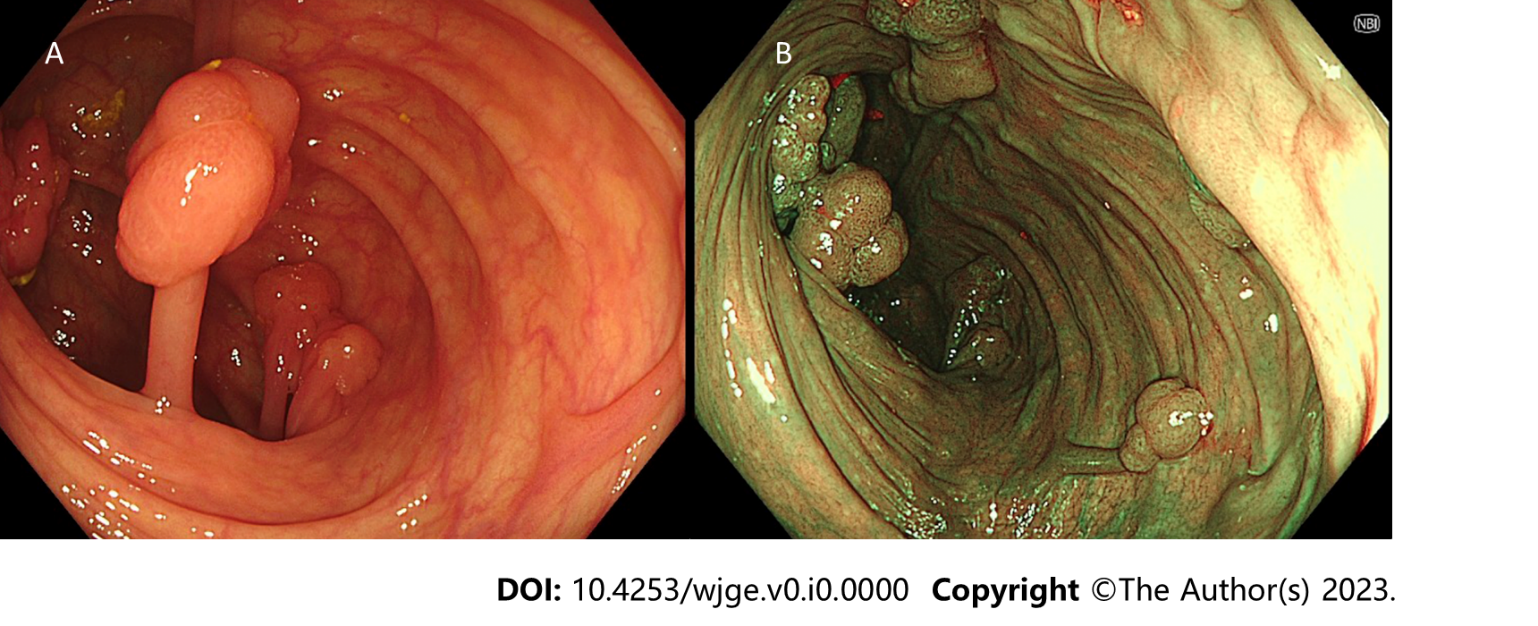 A
B
NBI
DOI: 10.4253/wjge.v0.i0.0000 Copyright ©The Author(s) 2023.